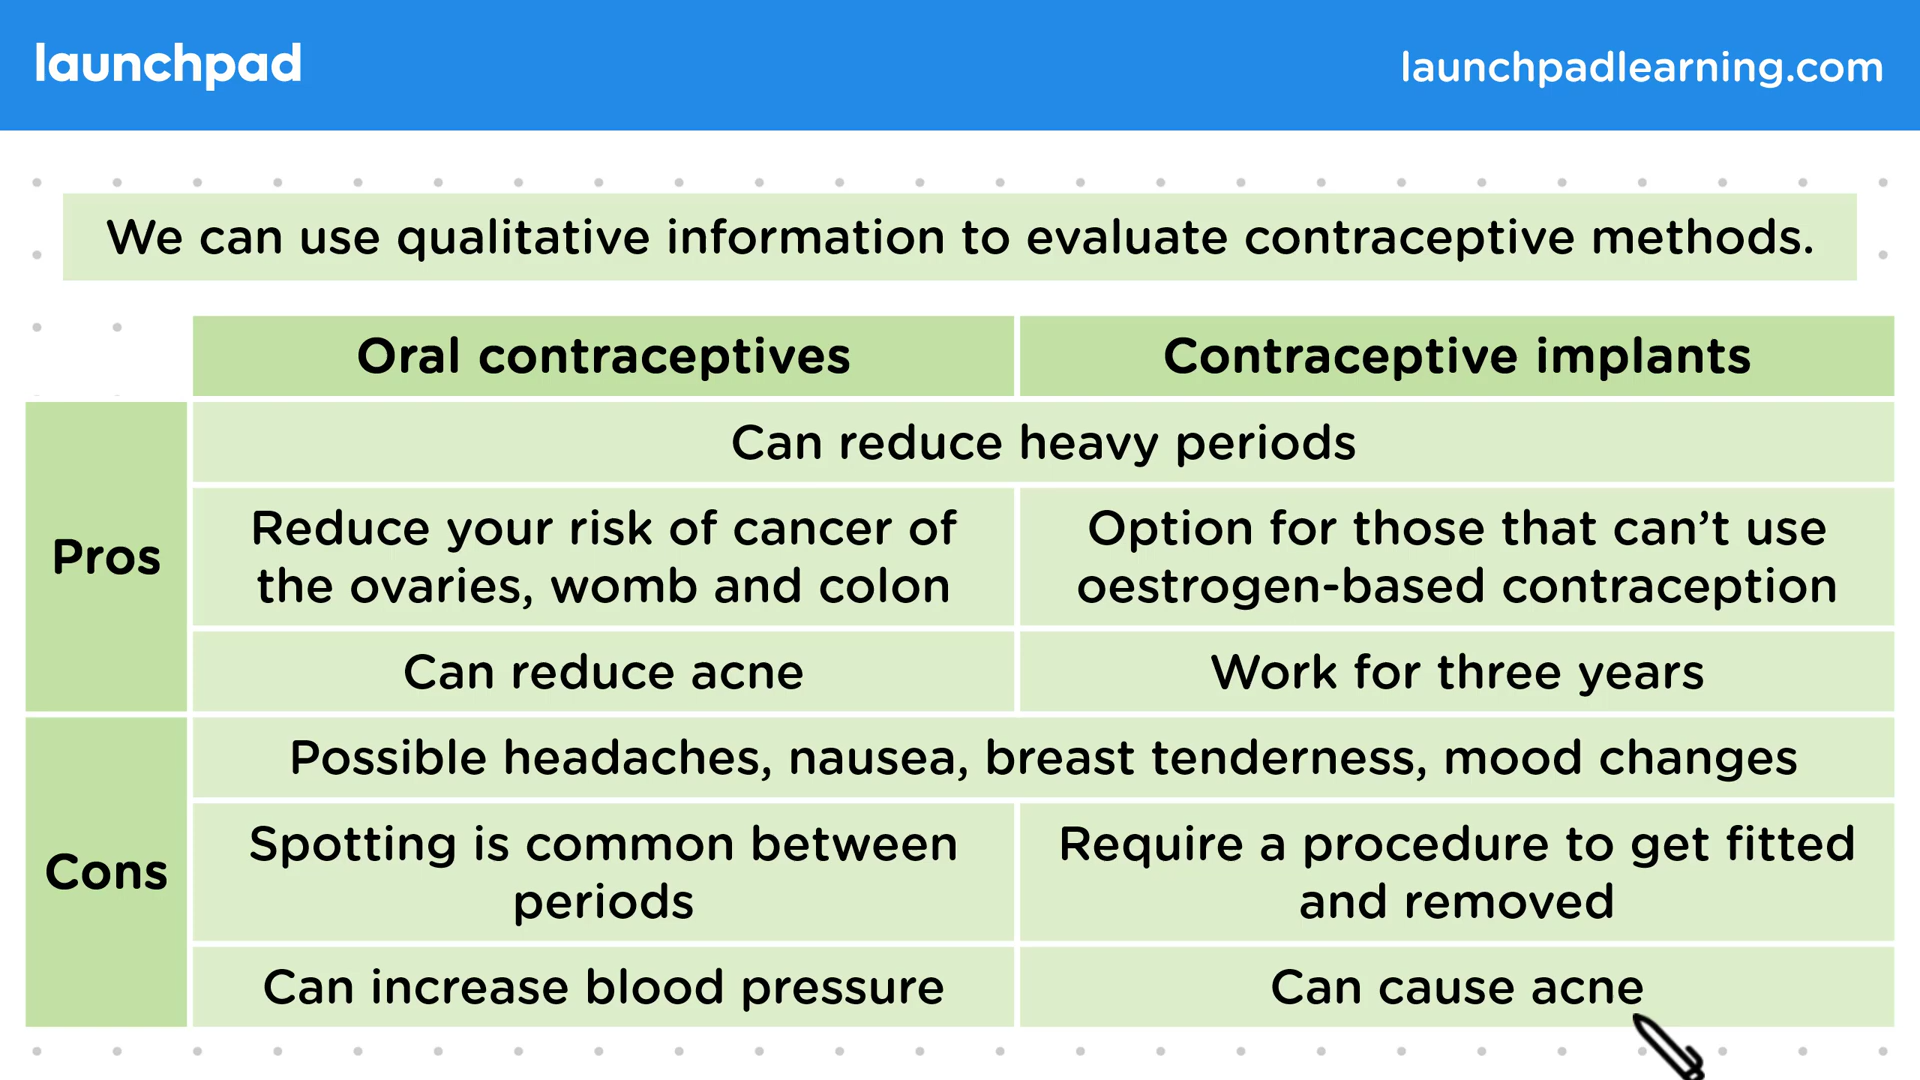 launchpad
launchpadlearning.com
We can use qualitative information to evaluate contraceptive methods.
Oral contraceptives
Contraceptive implants
Pros
Can reduce heavy periods
Reduce your risk of cancer of
the ovaries, womb and colon
Option for those that can’t use
oestrogen-based contraception
Can reduce acne
Work for three years
Cons
Possible headaches, nausea, breast tenderness, mood changes
Spotting is common between
periods
Require a procedure to get fitted
and removed
Can increase blood pressure
Can cause acne